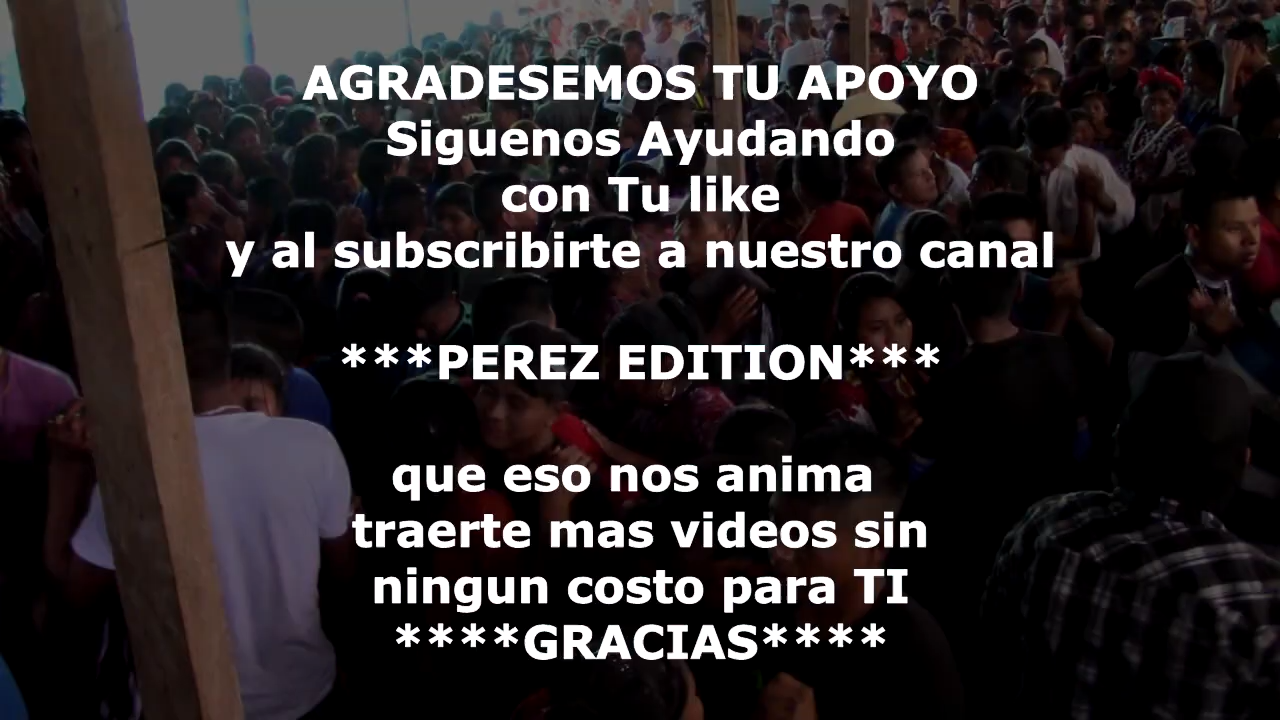 AGRADESEMOS TU APOYO
Siguenos Ayudando
con Tu like
y al subscribirte a nuestro canal
***PEREZ EDITION***
que eso nos anima
traerte mas videos sin
ningun costo para TI
****GRACIAS****